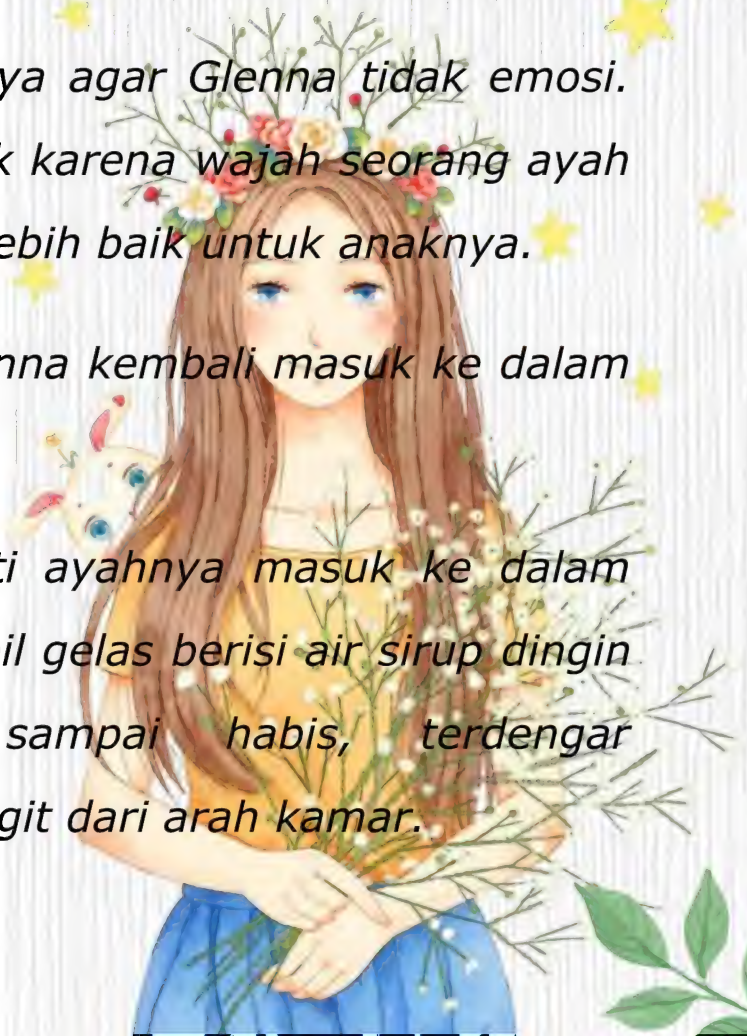 ya agar Glenna tidak emosi.
k karena wajah seorang ayah
ebih baik untuk anaknya.
nna kembali masuk ke dalam
ti ayahnya masuk ke dalam
il gelas berisi air sirup dingin
sampai habis, terdengar
git dari arah kamar.